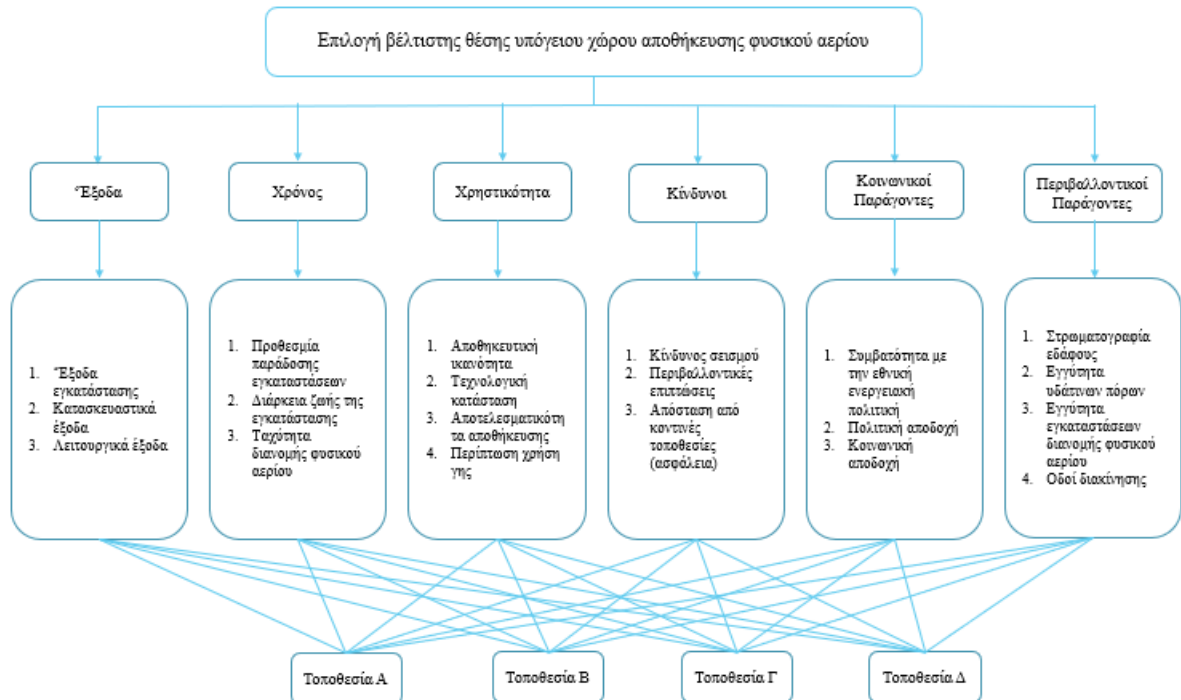 Επιλογή βέλτιστης θέσης υπόγειου χώρου αποθήκευσης φυσικού αερίου
Έξοδα
Χρόνος
Χρηστικότητα
Κίνδυνοι
Κοινωνικοί
Παράγοντες
Περιβαλλοντικοί
Παράγοντες
1. Έξοδα
εγκατάστασης
2. Κατασκευαστικά
έξοδα
3. Λειτουργικά έξοδα
1. Προθεσμία
παράδοσης
εγκαταστάσεων
2. Διάρκεια ζωής της
εγκατάστασης
3. Ταχύτητα
διανομής φυσικού
αερίου
1. Αποθηκευτική
ικανότητα
2. Τεχνολογική
κατάσταση
3. Αποτελεσματικότη
τα αποθήκευσης
4. Περίπτωση χρήση
γης
1. Κίνδυνος σεισμού
2. Περιβαλλοντικές
επιπτώσεις
3. Απόσταση από
κοντινές
τοποθεσίες
(ασφάλεια)
1. Συμβατότητα με
την εθνική
ενεργειακή
πολιτική
2. Πολιτική αποδοχή
3. Κοινωνική
αποδοχή
1. Στρωματογραφία
εδάφους
2. Εγγύτητα
υδάτινων πόρων
3. Εγγύτητα
εγκαταστάσεων
διανομής φυσικού
αερίου
4. Οδοί διακίνησης
Τοποθεσία Α
Τοποθεσία Β
Τοποθεσία Γ
Τοποθεσία Δ